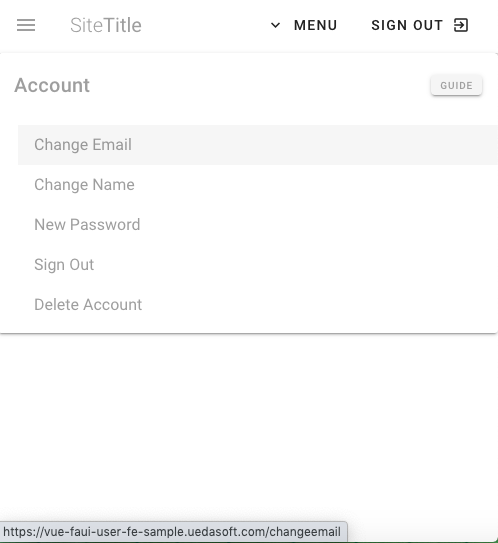 SiteTitle MENU SIGN OUT
Account GUIDE
Change Email
Change Name
New Password
Sign Out
Delete Account
https://vue-faui-user-fe-sample.uedasoft.com/changeemail